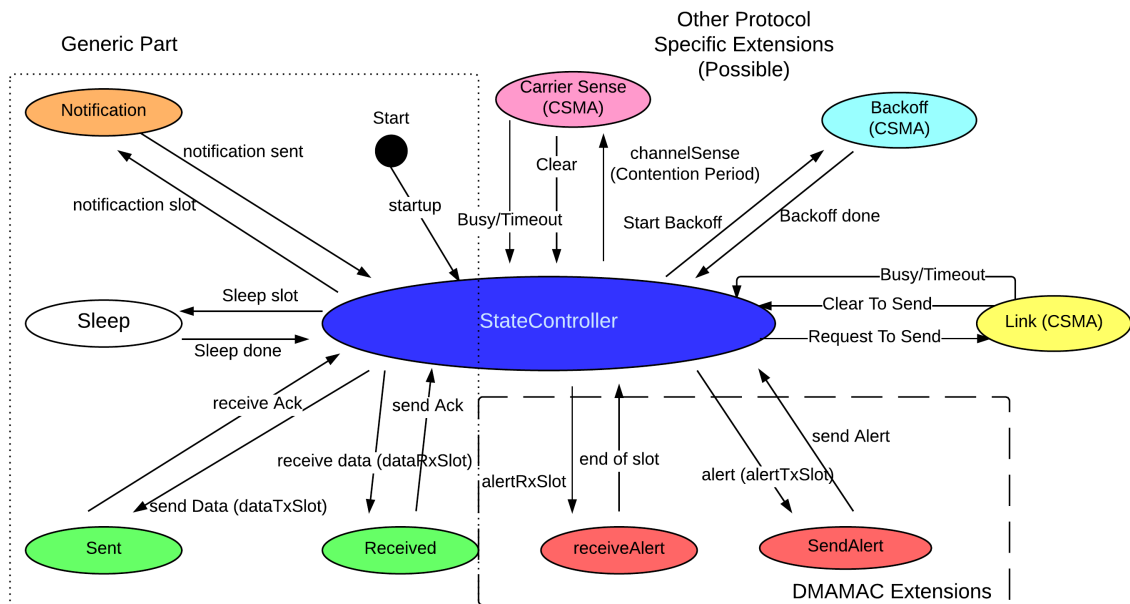 Generic Part
Other Protocol
Specific Extensions
(Possible)
Notification
Start
Carrier Sense
(CSMA)
Backoff
(CSMA)
notification sent
notificaction slot
startup
Busy/Timeout
Clear
channelSense
(Contention Period)
Start Backoff
Backoff done
Busy/Timeout
Clear To Send
Request To Send
Link (CSMA)
Sleep slot
Sleep
Sleep done
StateController
receive Ack
send Ack
receive data (dataRxSlot)
send Data (dataTxSlot)
alertRxSlot
end of slot
alert (alertTxSlot)
send Alert
Sent
Received
receiveAlert
SendAlert
DMAMAC Extensions